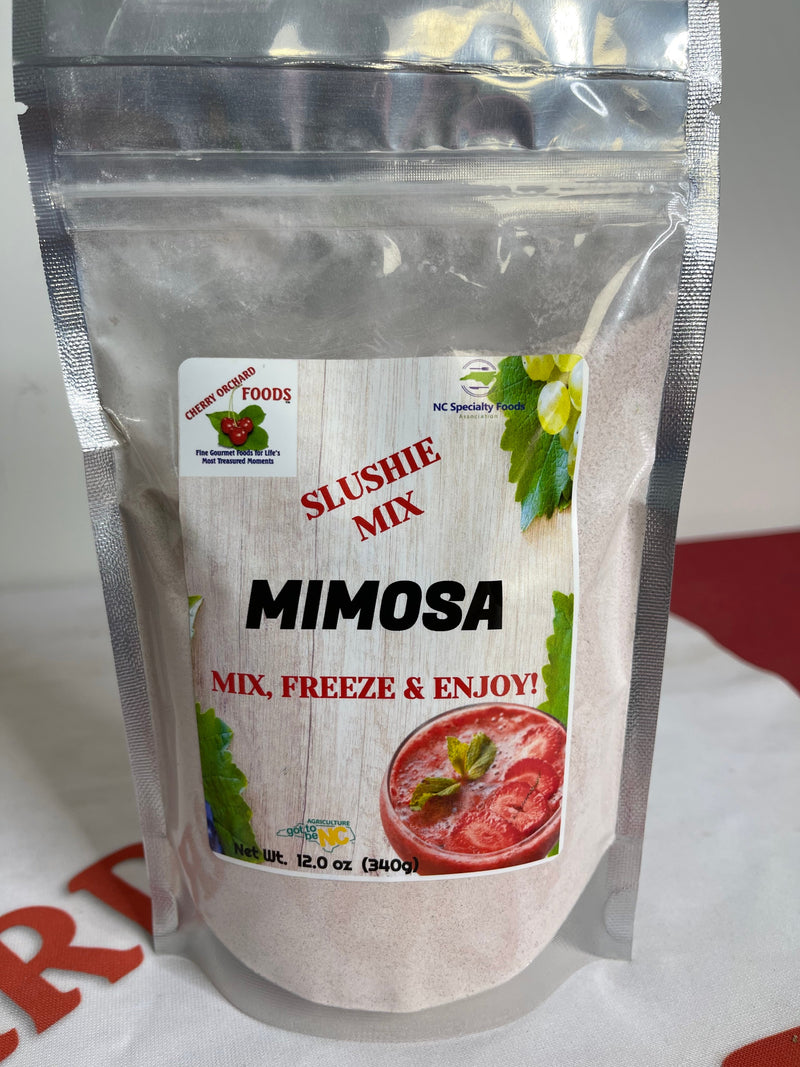 CHERRY ORCHARD
FOODS
Fine Gourmet Foods for Life's
Most Treasured Moments
NC Specialty Foods
Association
SLUSHIE
MIX
MIMOSA
MIX, FREEZE & ENJOY!
AGRICULTURE
got to
be NC
Net Wt. 12.0 oz (340g)